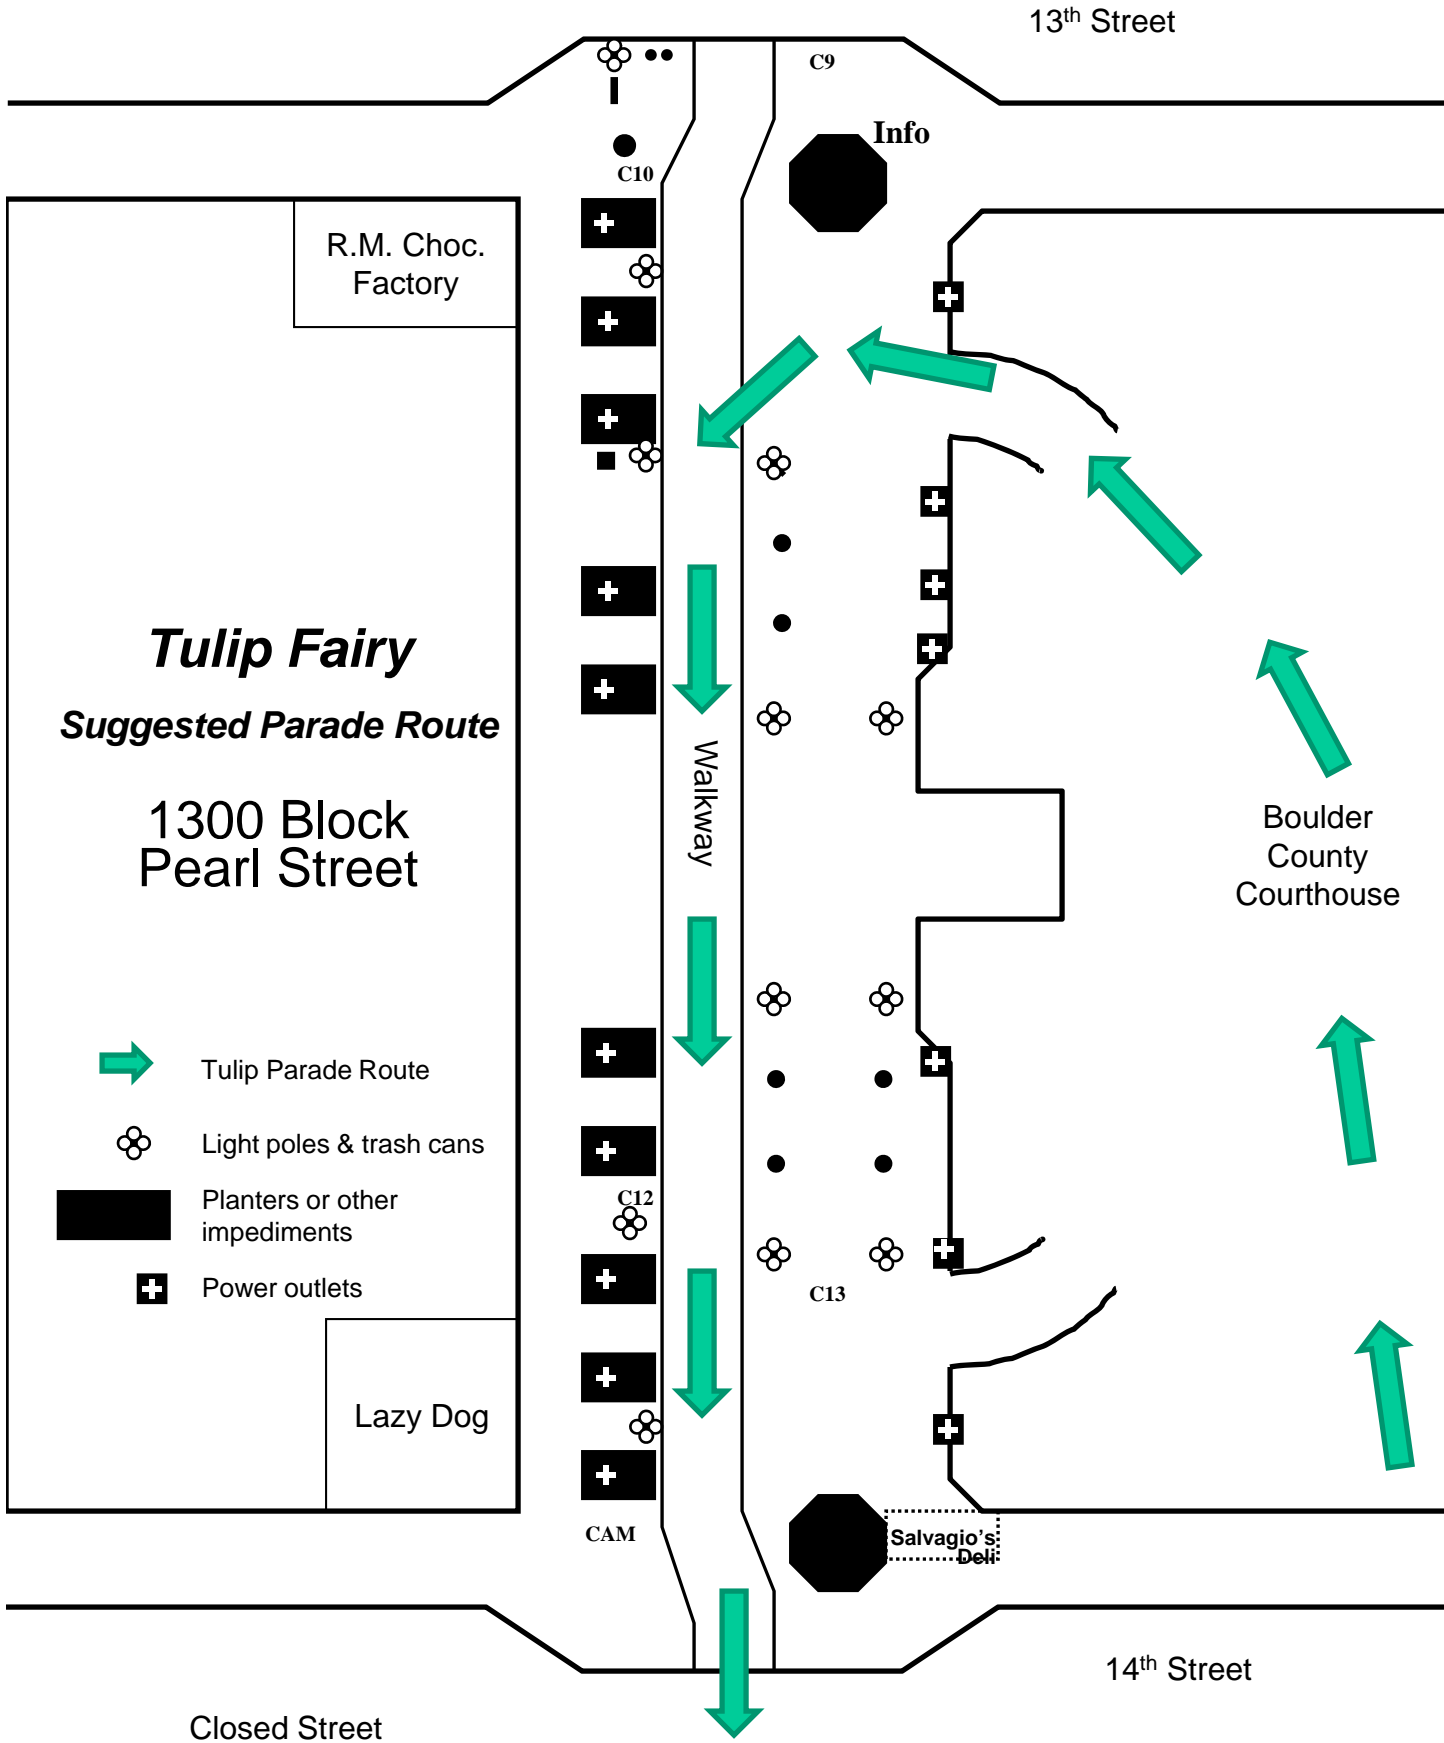 13th Street
C9
Info
C10
R.M. Choc.
Factory
Tulip Fairy
Suggested Parade Route
1300 Block
Pearl Street
Walkway
Boulder
County
Courthouse
Tulip Parade Route
Light poles & trash cans
Planters or other
impediments
Power outlets
C12
C13
Lazy Dog
CAM
Salvagio's
Deli
14th Street
Closed Street